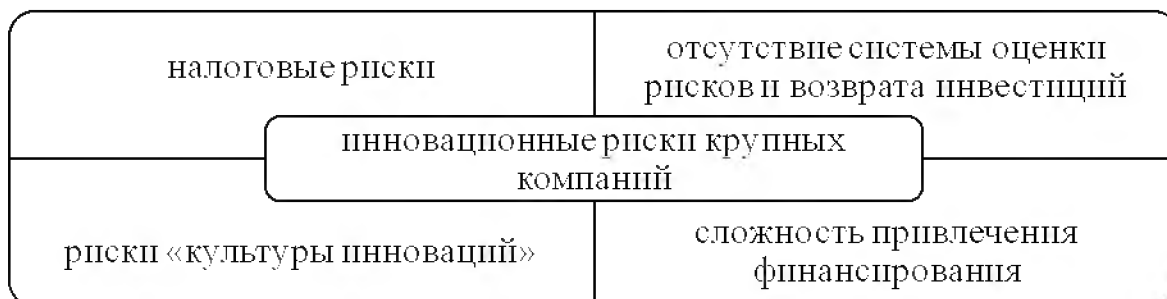 налоговые риски
отсутствие системы оценки
рисков и возврата инвестиций
инновационные риски крупных
компаний
риски «культуры инноваций»
сложность привлечения
финансирования